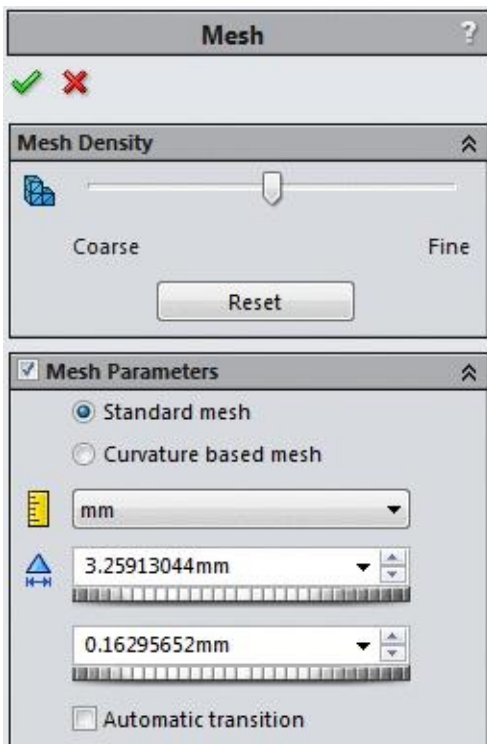 Mesh ?
Mesh Density
Coarse Fine
Reset
Mesh Parameters
Standard mesh
Curvature based mesh
mm
3.25913044mm
0.16295652mm
Automatic transition